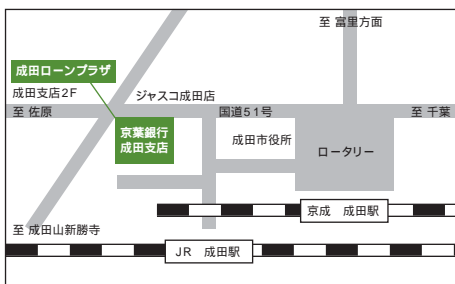 至 富里方面
成田ローンプラザ
成田支店2F
ジャスコ成田店
至 佐原
国道51号
至 千葉
京葉銀行
成田支店
成田市役所
ロータリー
京成 成田駅
至 成田山新勝寺
JR 成田駅